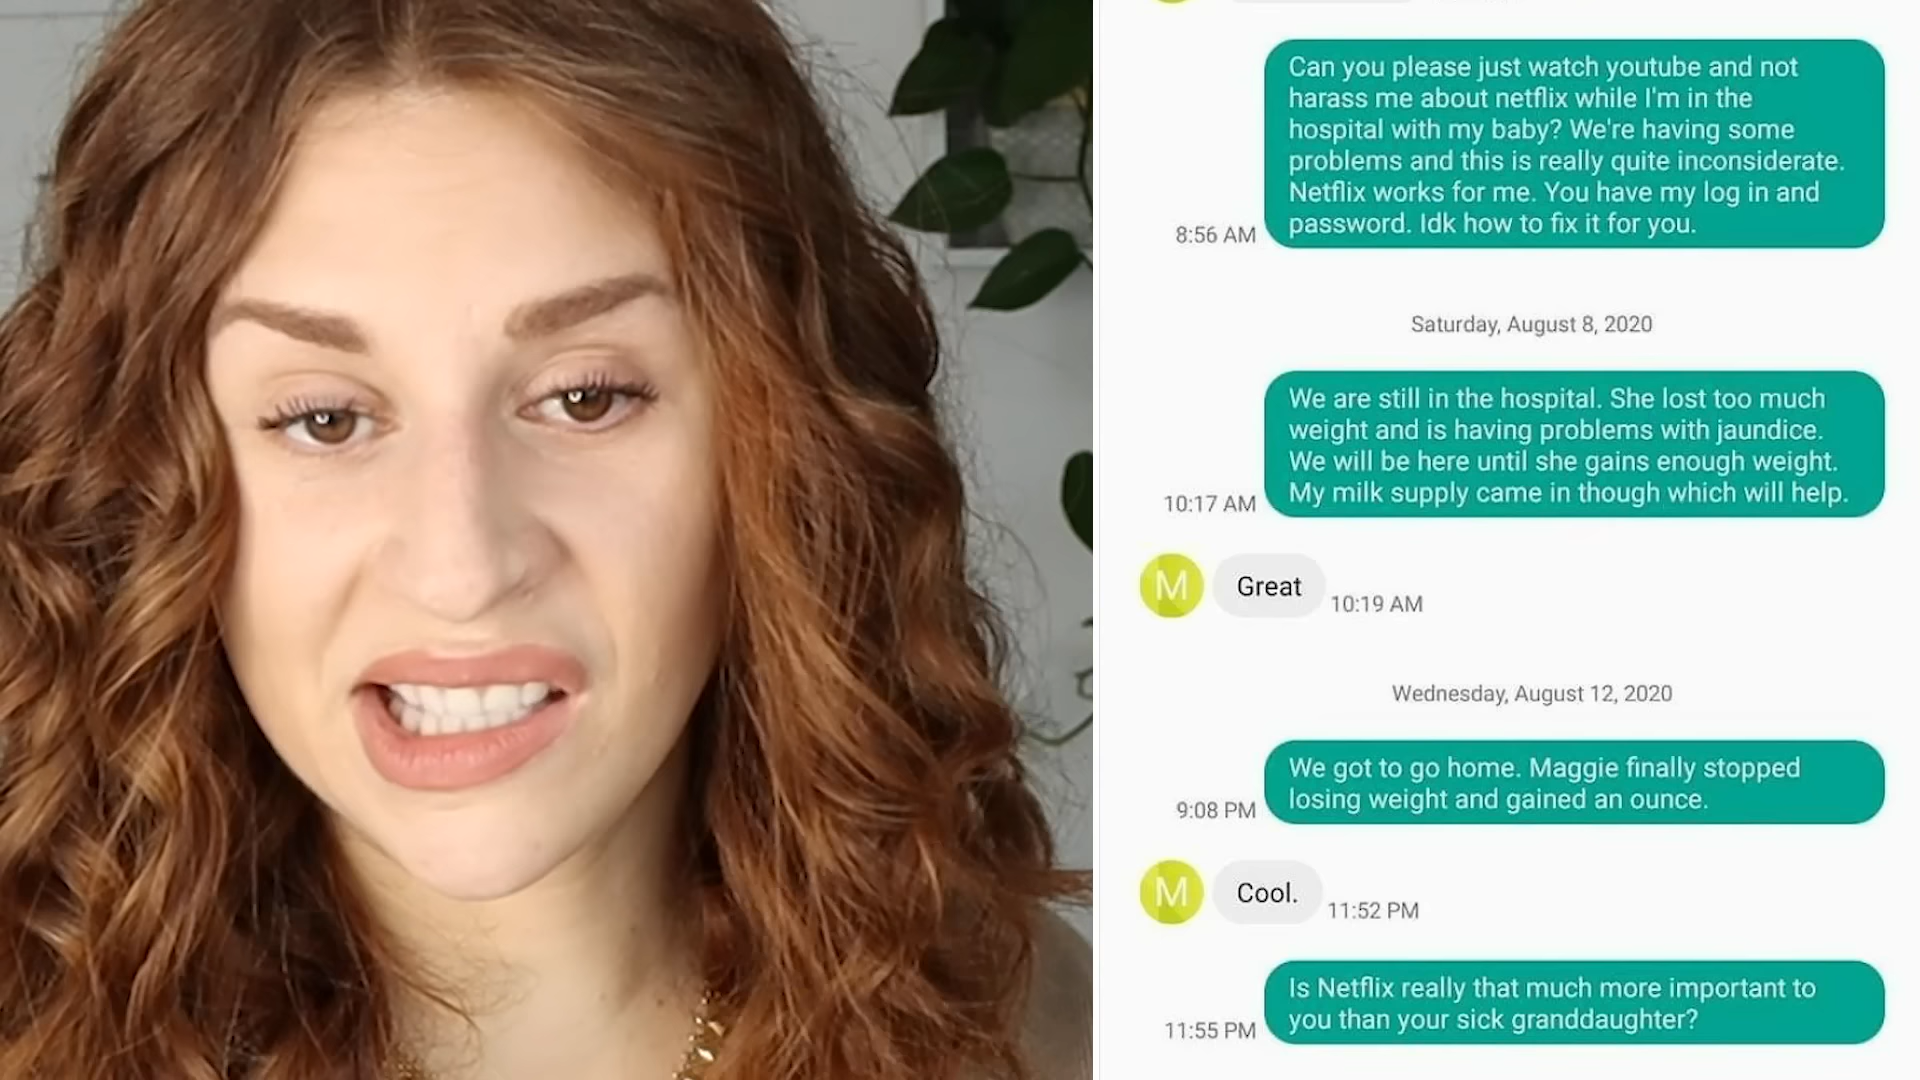 Can you please just watch youtube and not
harass me about netflix while I'm in the
hospital with my baby? We're having some
problems and this is really quite inconsiderate.
Netflix works for me. You have my log in and
password. Idk how to fix it for you.
8:56 AM
Saturday, August 8, 2020
We are still in the hospital. She lost too much
weight and is having problems with jaundice.
We will be here until she gains enough weight.
My milk supply came in though which will help.
10:17 AM
M
Great
10:19 AM
Wednesday, August 12, 2020
We got to go home. Maggie finally stopped
losing weight and gained an ounce.
9:08 PM
M
Cool.
11:52 PM
Is Netflix really that much more important to
you than your sick granddaughter?
11:55 PM